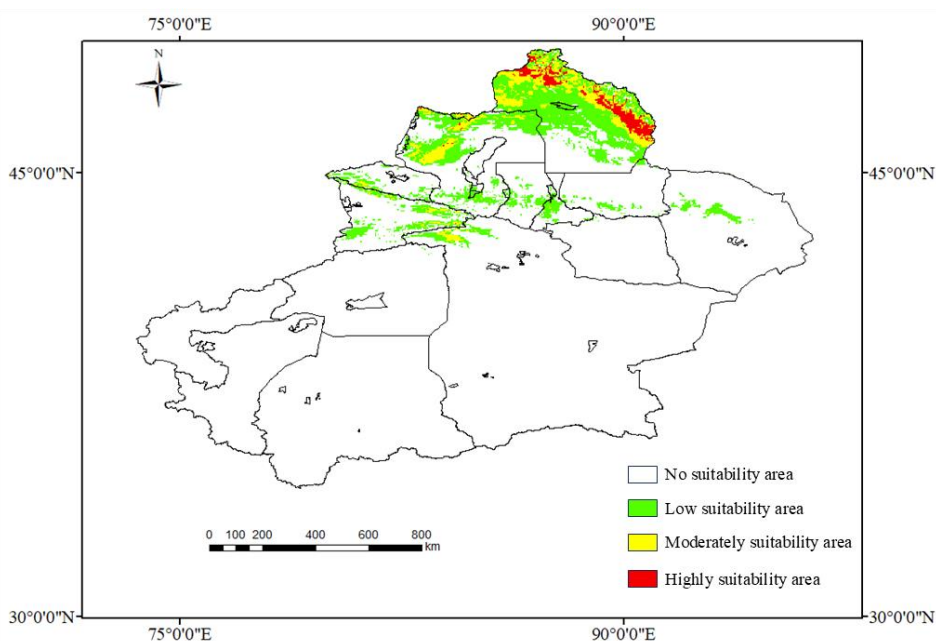 75°0'0"E 90°0'0"E
N
45°0'0"N 45°0'0"N
No suitability area
Low suitability area
Moderately suitability area
Highly suitability area
0 100 200 400 600 800
km
30°0'0"N 30°0'0"N
75°0'0"E 90°0'0"E